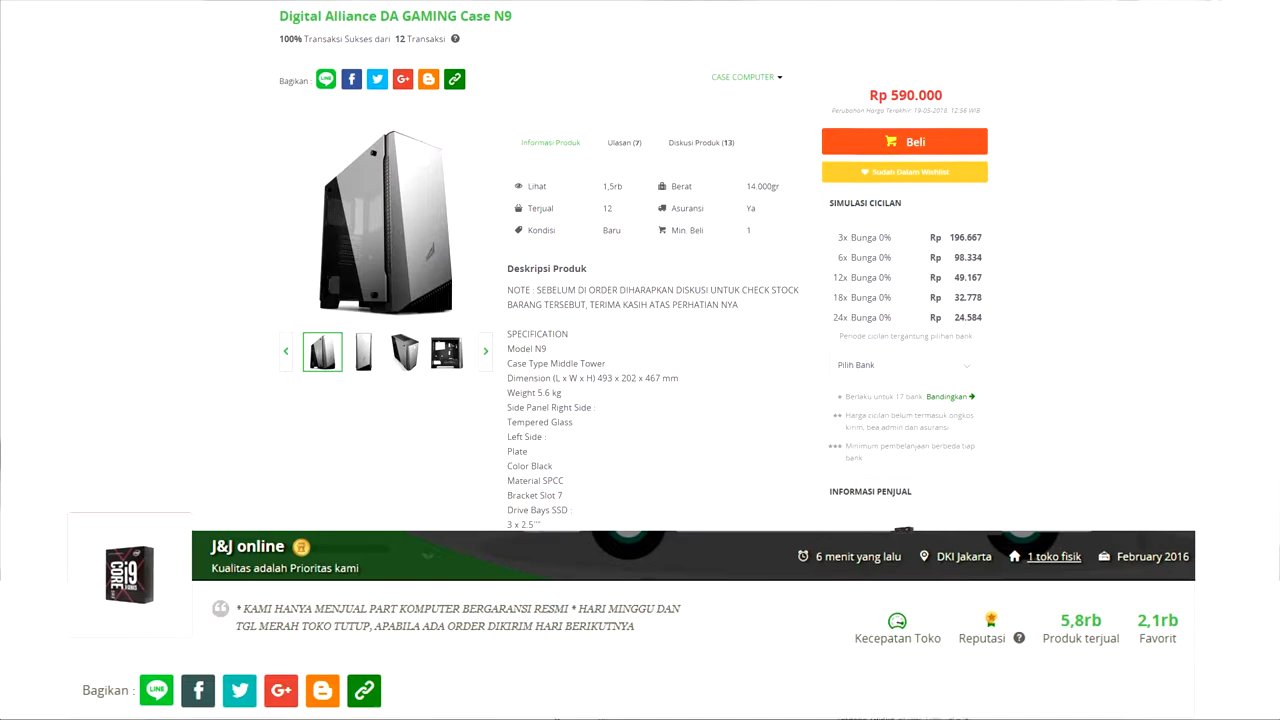 Digital Alliance DA GAMING Case N9
100% Transaksi Sukses dari 12 Transaksi
Bagikan :
CASE COMPUTER
Rp 590.000
Perubahan Harga Terakhir: 19-05-2018, 12:56 WIB
Beli
Sudah Dalam Wishlist
Informasi Produk Ulasan (7) Diskusi Produk (13)
Lihat 1,5rb Berat 14.000gr
Terjual 12 Asuransi Ya
Kondisi Baru Min. Beli 1
Deskripsi Produk
NOTE : SEBELUM DI ORDER DIHARAPKAN DISKUSI UNTUK CHECK STOCK
BARANG TERSEBUT, TERIMA KASIH ATAS PERHATIAN NYA
SPECIFICATION
Model N9
Case Type Middle Tower
Dimension (L x W x H) 493 x 202 x 467 mm
Weight 5.6 kg
Side Panel Right Side :
Tempered Glass
Left Side :
Plate
Color Black
Material SPCC
Bracket Slot 7
Drive Bays SSD :
3 x 2.5""
SIMULASI CICILAN
3x Bunga 0% Rp 196.667
6x Bunga 0% Rp 98.334
12x Bunga 0% Rp 49.167
18x Bunga 0% Rp 32.778
24x Bunga 0% Rp 24.584
Periode cicilan tergantung pilihan bank
Pilih Bank
* Berlaku untuk 17 bank Bandingkan
** Harga cicilan belum termasuk ongkos
kirim, bea admin dan asuransi
*** Minimum pembelanjaan berbeda tiap
bank
INFORMASI PENJUAL
J&J online
Kualitas adalah Prioritas kami
6 menit yang lalu DKI Jakarta 1 toko fisik February 2016
CORE i9
* KAMI HANYA MENJUAL PART KOMPUTER BERGARANSI RESMI * HARI MINGGU DAN
TGL MERAH TOKO TUTUP, APABILA ADA ORDER DIKIRIM HARI BERIKUTNYA
Kecepatan Toko
Reputasi
5,8rb
Produk terjual
2,1rb
Favorit
Bagikan :
LINE